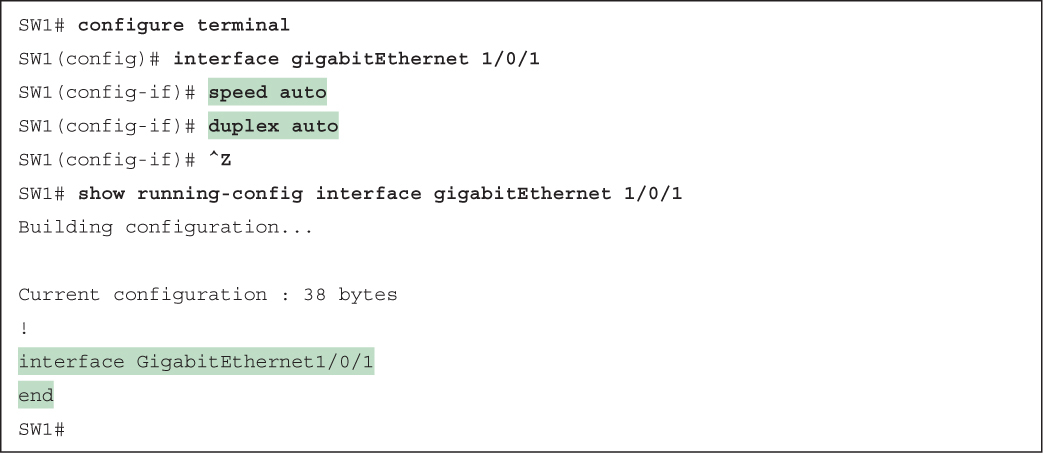 SW1# configure terminal
SW1(config)# interface gigabitEthernet 1/0/1
SW1(config-if)# speed auto
SW1(config-if)# duplex auto
SW1(config-if)# ^Z
SW1# show running-config interface gigabitEthernet 1/0/1
Building configuration...
Current configuration : 38 bytes
!
interface GigabitEthernet1/0/1
end
SW1#